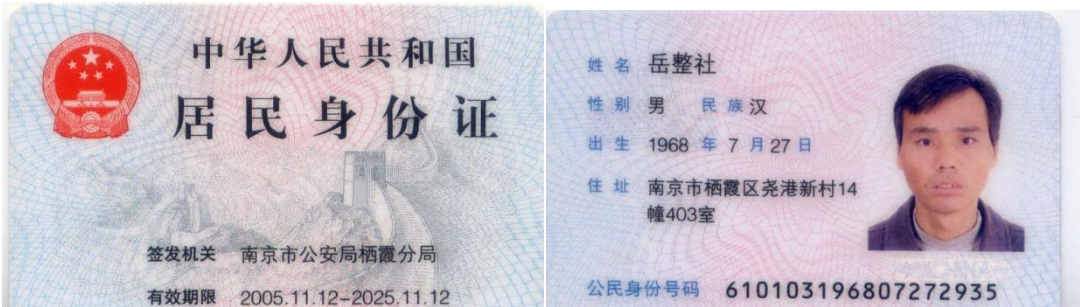 中华人民共和国
居民身份证
签发机关 南京市公安局栖霞分局
有效期限 2005.11.12-2025.11.12
姓名 岳整社
性别 男 民族 汉
出生 1968 年 7 月 27 日
住址 南京市栖霞区尧港新村14
幢403室
公民身份号码 610103196807272935